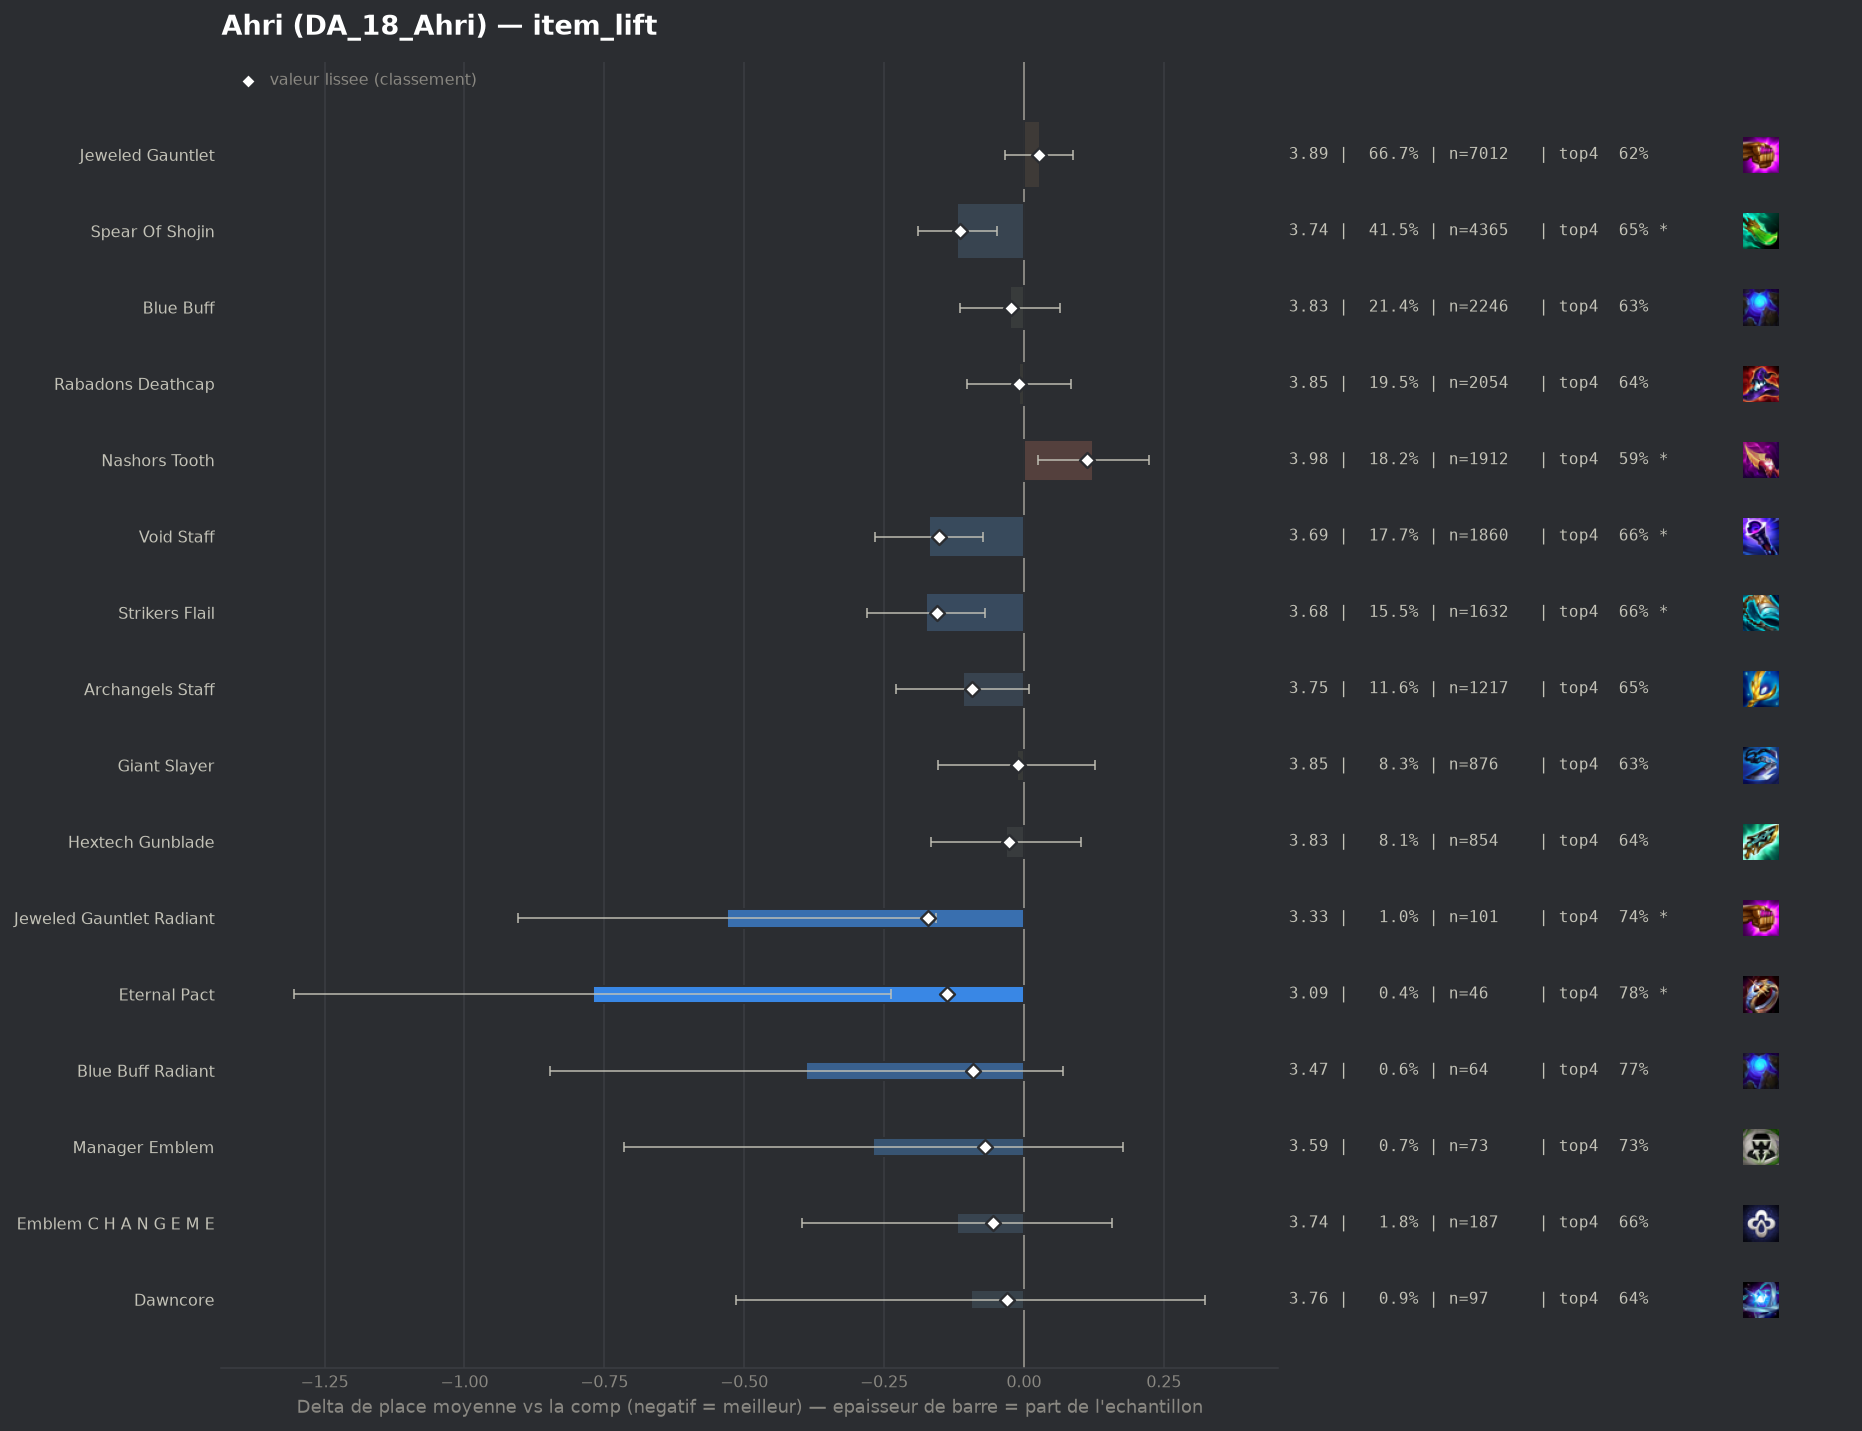 Ahri (DA_18_Ahri) — item_lift
valeur lissee (classement)
Jeweled Gauntlet 3.89 | 66.7% | n=7012 | top4 62%
Spear Of Shojin 3.74 | 41.5% | n=4365 | top4 65% *
Blue Buff 3.83 | 21.4% | n=2246 | top4 63%
Rabadons Deathcap 3.85 | 19.5% | n=2054 | top4 64%
Nashors Tooth 3.98 | 18.2% | n=1912 | top4 59% *
Void Staff 3.69 | 17.7% | n=1860 | top4 66% *
Strikers Flail 3.68 | 15.5% | n=1632 | top4 66% *
Archangels Staff 3.75 | 11.6% | n=1217 | top4 65%
Giant Slayer 3.85 | 8.3% | n=876 | top4 63%
Hextech Gunblade 3.83 | 8.1% | n=854 | top4 64%
Jeweled Gauntlet Radiant 3.33 | 1.0% | n=101 | top4 74% *
Eternal Pact 3.09 | 0.4% | n=46 | top4 78% *
Blue Buff Radiant 3.47 | 0.6% | n=64 | top4 77%
Manager Emblem 3.59 | 0.7% | n=73 | top4 73%
Emblem C H A N G E M E 3.74 | 1.8% | n=187 | top4 66%
Dawncore 3.76 | 0.9% | n=97 | top4 64%
−1.25 −1.00 −0.75 −0.50 −0.25 0.00 0.25
Delta de place moyenne vs la comp (negatif = meilleur) — epaisseur de barre = part de l'echantillon